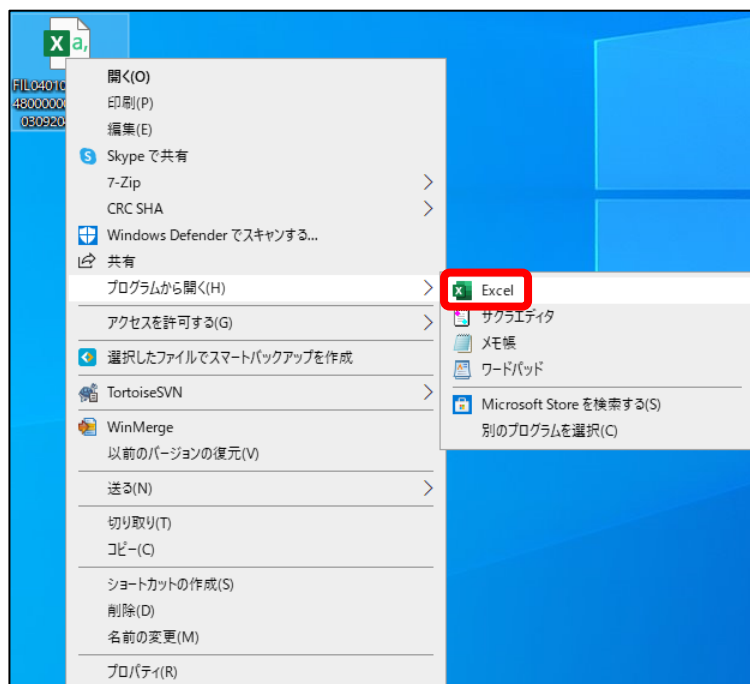 a,
FIL04010
48000000
030920
開く(O)
印刷(P)
編集(E)
Skype で共有
7-Zip
CRC SHA
Windows Defender でスキャンする...
共有
プログラムから開く(H)
アクセスを許可する(G)
選択したファイルでスマートバックアップを作成
TortoiseSVN
WinMerge
以前のバージョンの復元(V)
送る(N)
切り取り(T)
コピー(C)
ショートカットの作成(S)
削除(D)
名前の変更(M)
プロパティ(R)
Excel
サクラエディタ
メモ帳
ワードパッド
Microsoft Store を検索する(S)
別のプログラムを選択(C)